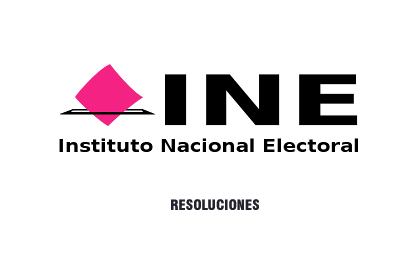 INE
Instituto Nacional Electoral
RESOLUCIONES